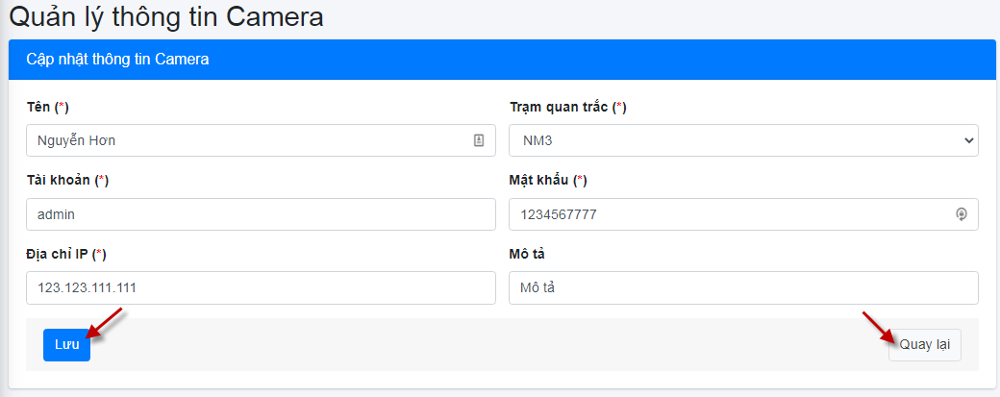 Quản lý thông tin Camera
Cập nhật thông tin Camera
Tên (*)
Trạm quan trắc (*)
Nguyễn Hơn
NM3
Tài khoản (*)
Mật khẩu (*)
admin
1234567777
Địa chỉ IP (*)
Mô tả
123.123.111.111
Mô tả
Lưu
Quay lại